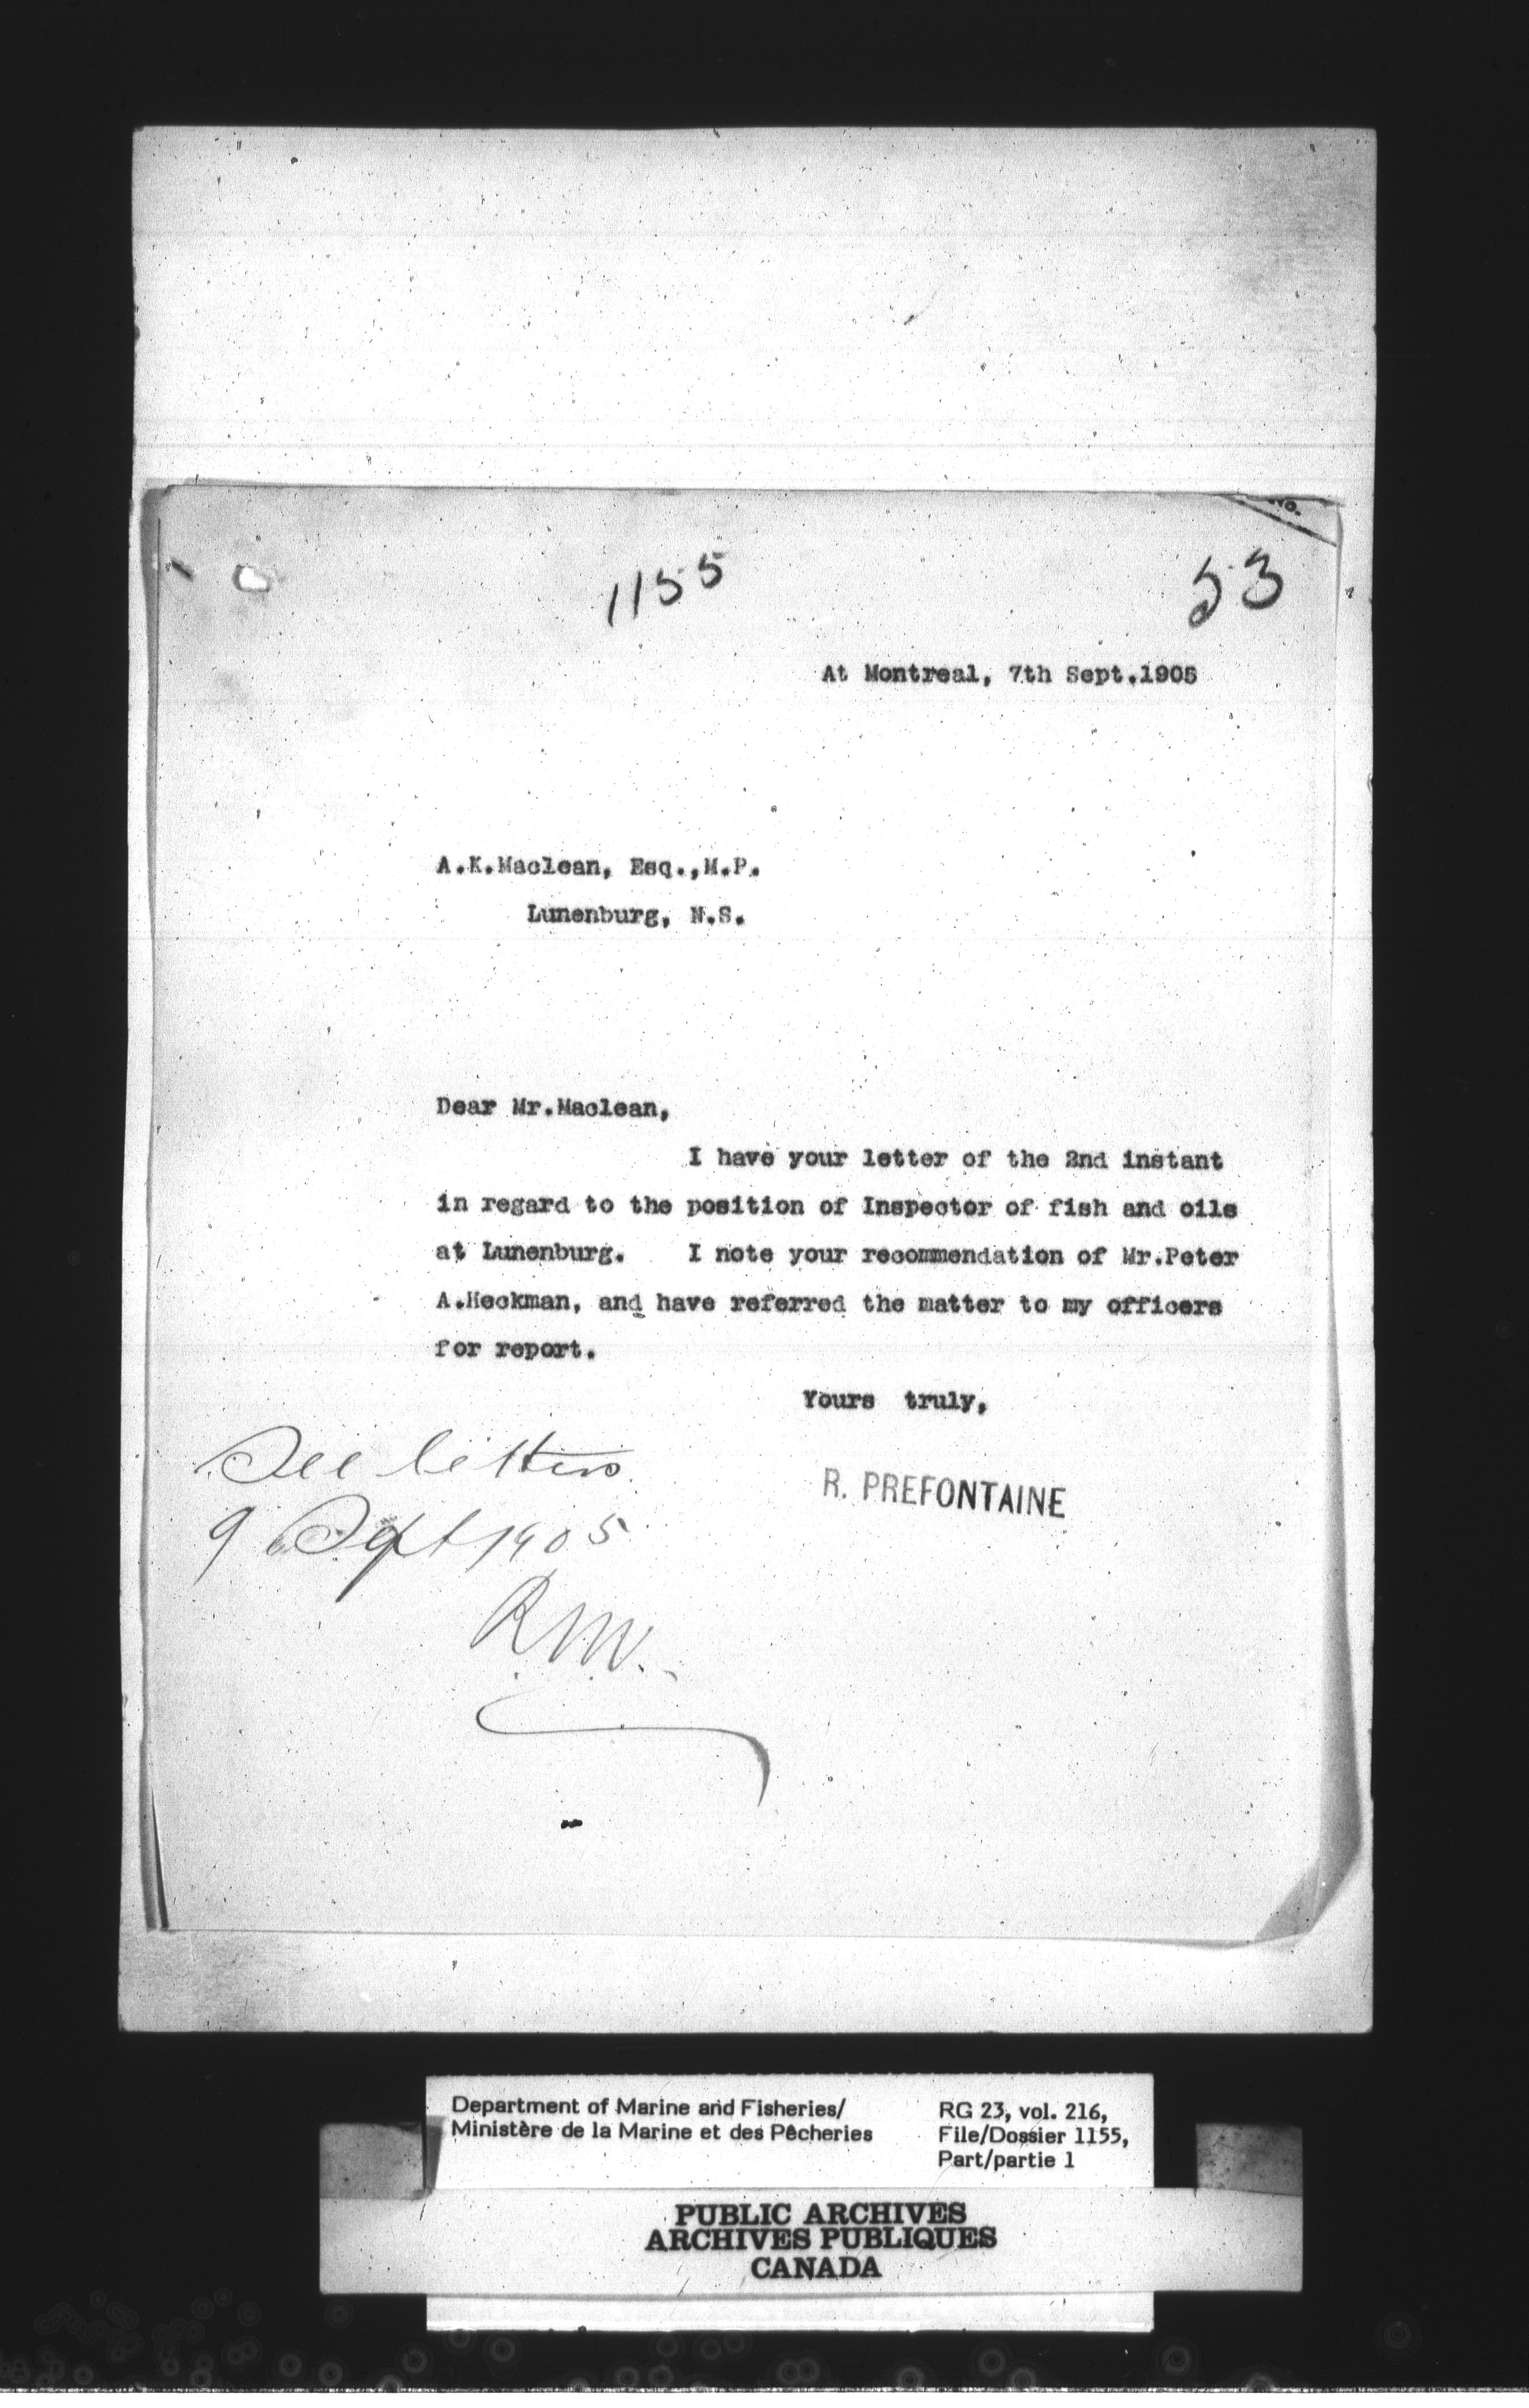 NO.
1155
53
At Montreal, 7th Sept.1905
A.K.Maclean, Esq.,M.P.
Lunenburg, N.S.
Dear Mr.Maclean,
I have your letter of the 2nd instant
in regard to the position of Inspector of fish and oils
at Lunenburg. I note your recommendation of Mr.Peter
A.Heckman, and have referred the matter to my officers
for report.
Yours truly,
R. PREFONTAINE
See letters
9 Sept 1905
R.M.V.
Department of Marine and Fisheries/
Ministère de la Marine et des Pêcheries
RG 23, vol. 216,
File/Dossier 1155,
Part/partie 1
PUBLIC ARCHIVES
ARCHIVES PUBLIQUES
CANADA